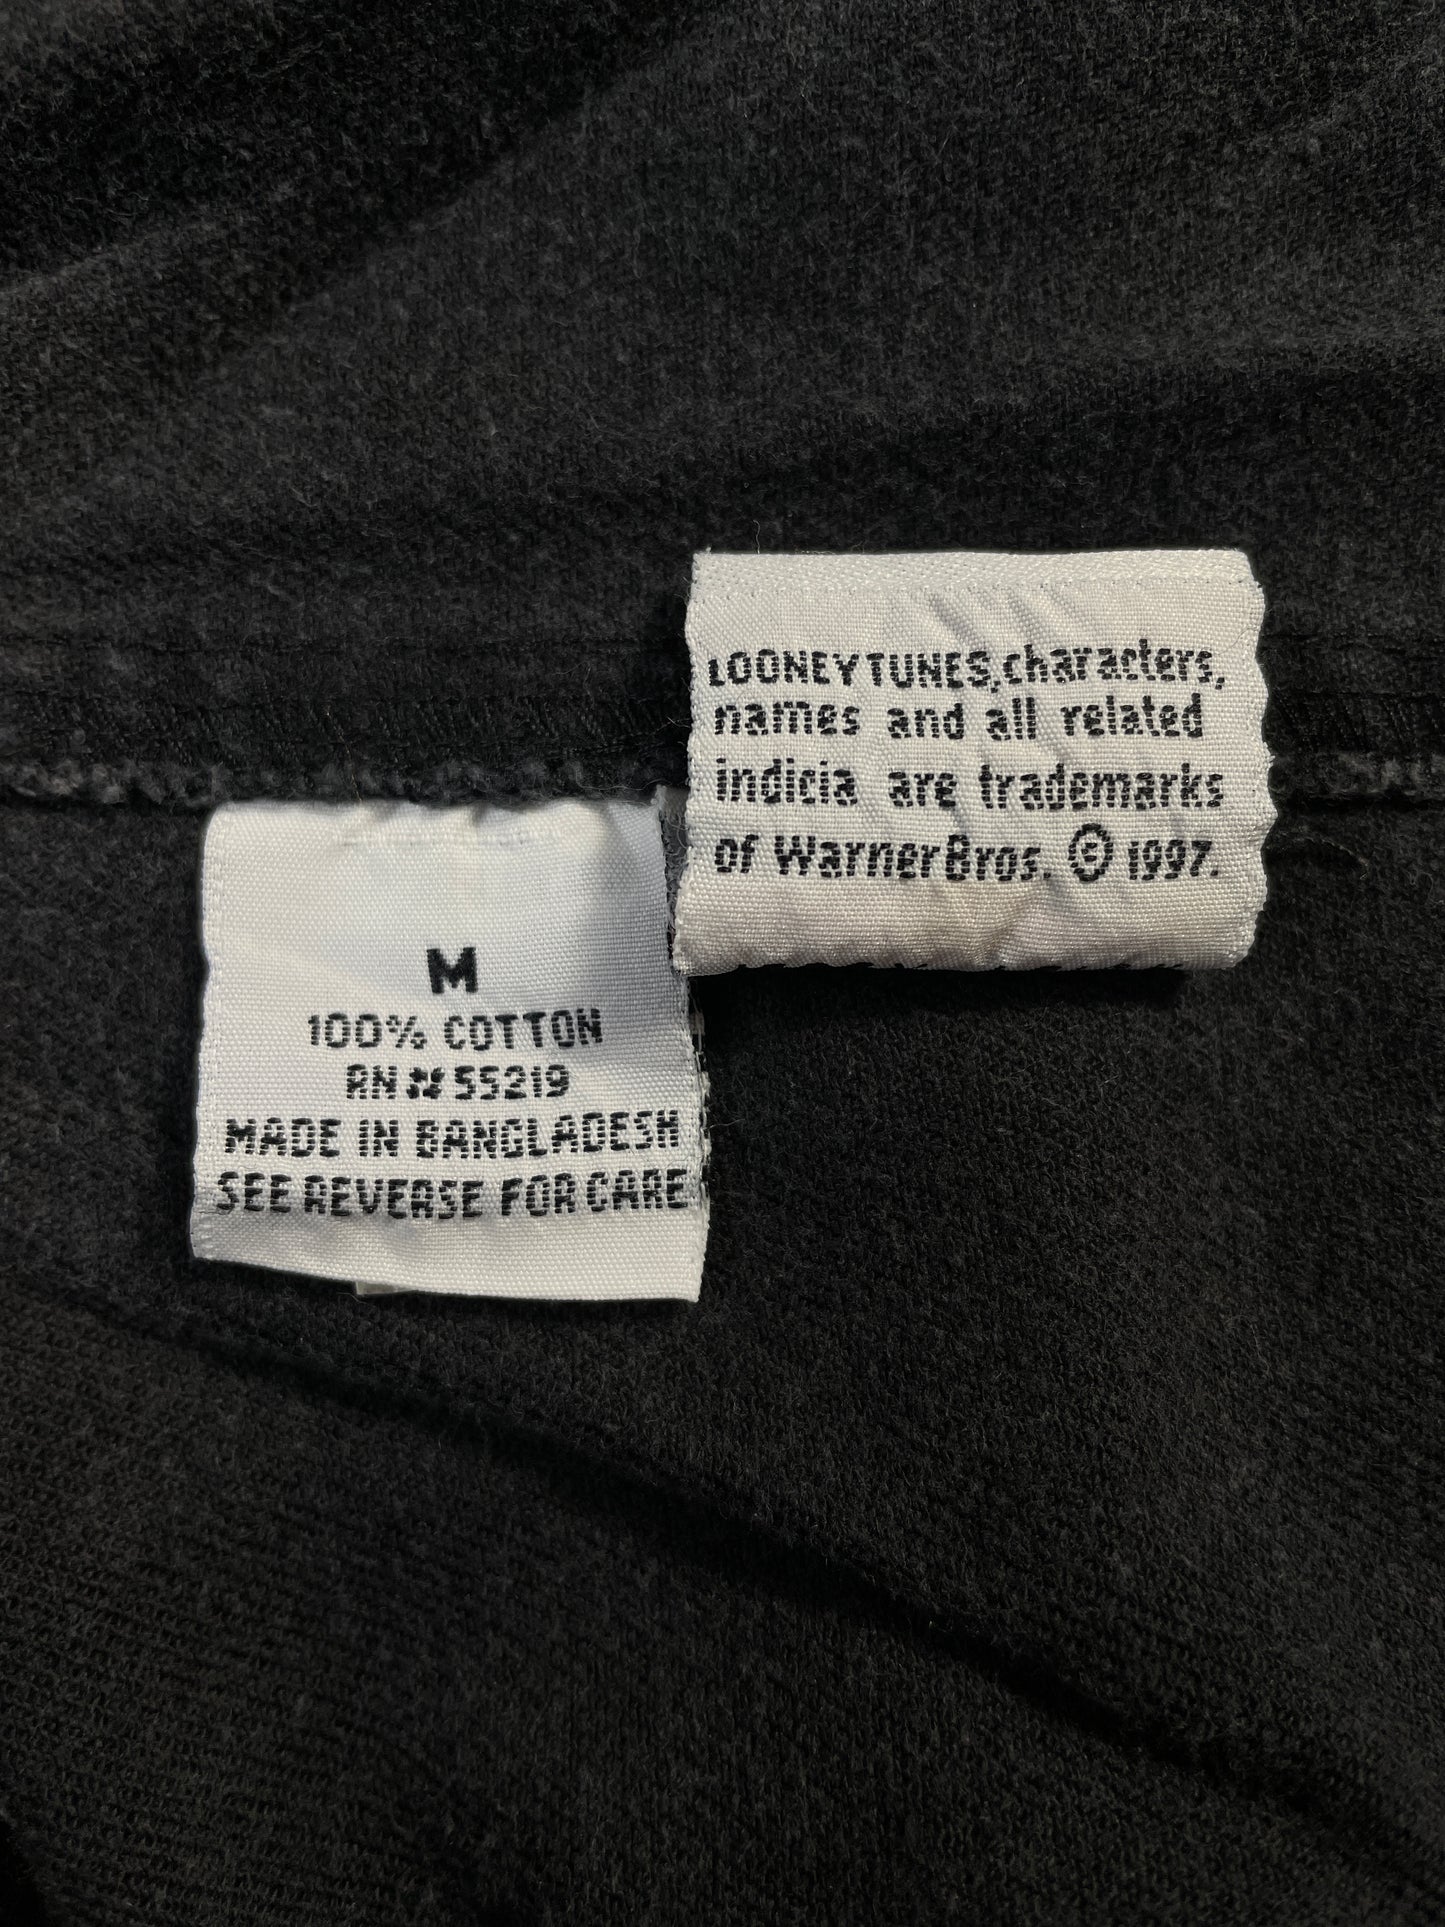 LOONEY TUNES, characters,
names and all related
indicia are trademarks
of Warner Bros. © 1997.
M
100% COTTON
RN # 55219
MADE IN BANGLADESH
SEE REVERSE FOR CARE